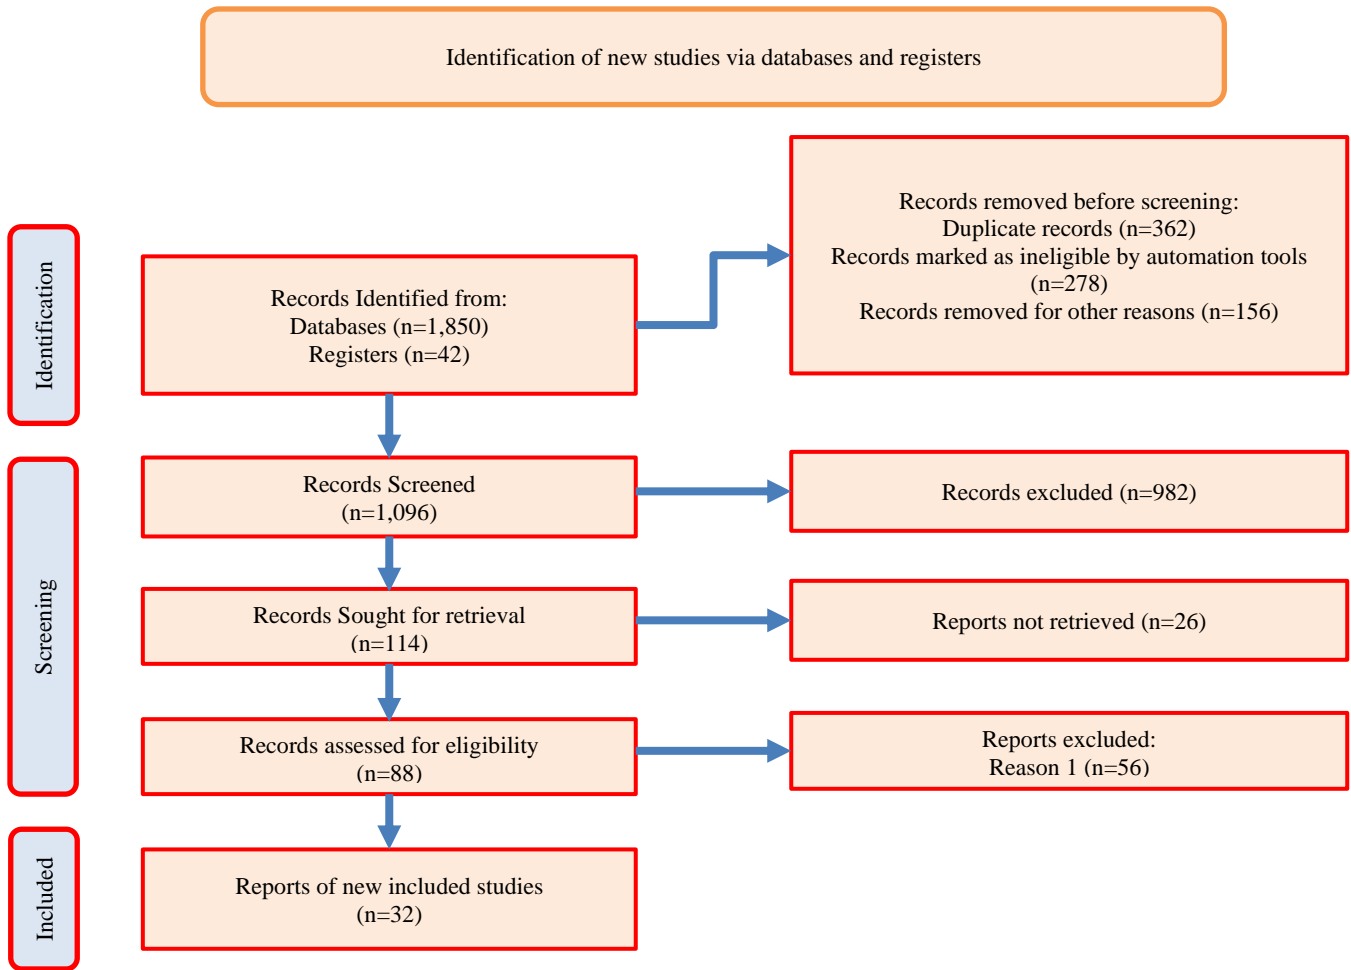 Identification of new studies via databases and registers
Identification
Records Identified from:
Databases (n=1,850)
Registers (n=42)
Records removed before screening:
Duplicate records (n=362)
Records marked as ineligible by automation tools
(n=278)
Records removed for other reasons (n=156)
Screening
Records Screened
(n=1,096)
Records excluded (n=982)
Records Sought for retrieval
(n=114)
Reports not retrieved (n=26)
Records assessed for eligibility
(n=88)
Reports excluded:
Reason 1 (n=56)
Included
Reports of new included studies
(n=32)